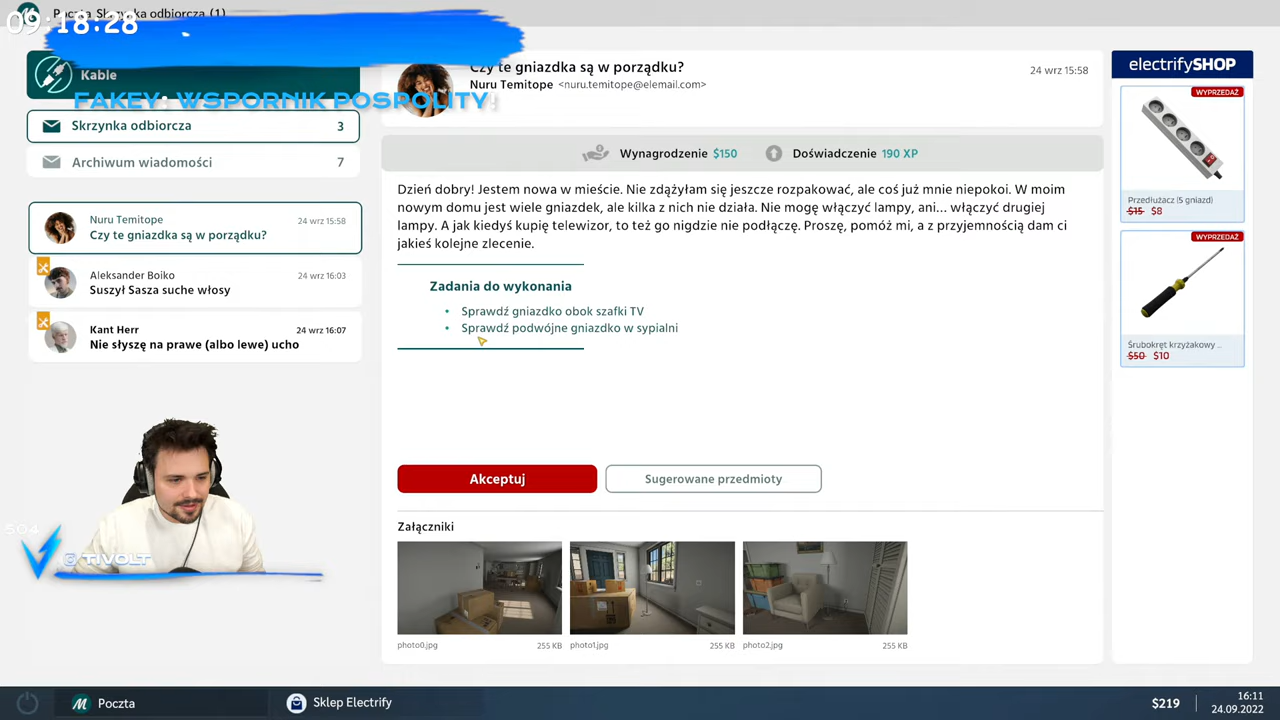 Poczta Skrzynka odbiorcza (1)
09:18:28
Kable
FAKEY: WSPORNIK POSPOLITY!
Skrzynka odbiorcza 3
Archiwum wiadomości 7
Nuru Temitope 24 wrz 15:58
Czy te gniazdka są w porządku?
Aleksander Boiko 24 wrz 16:03
Suszył Sasza suche włosy
Kant Herr 24 wrz 16:07
Nie słyszę na prawe (albo lewe) ucho
Czy te gniazdka są w porządku? 24 wrz 15:58
Nuru Temitope <nuru.temitope@elemail.com>
Wynagrodzenie $150 Doświadczenie 190 XP
Dzień dobry! Jestem nowa w mieście. Nie zdążyłam się jeszcze rozpakować, ale coś już mnie niepokoi. W moim
nowym domu jest wiele gniazdek, ale kilka z nich nie działa. Nie mogę włączyć lampy, ani... włączyć drugiej
lampy. A jak kiedyś kupię telewizor, to też go nigdzie nie podłączę. Proszę, pomóż mi, a z przyjemnością dam ci
jakieś kolejne zlecenie.
Zadania do wykonania
• Sprawdź gniazdko obok szafki TV
• Sprawdź podwójne gniazdko w sypialni
Akceptuj
Sugerowane przedmioty
Załączniki
photo0.jpg 255 KB
photo1.jpg 255 KB
photo2.jpg 255 KB
electrifySHOP
WYPRZEDAŻ
Przedłużacz (5 gniazd)
$15 $8
WYPRZEDAŻ
Śrubokręt krzyżakowy ...
$50 $10
504
@TIVOLT
Poczta
Sklep Electrify
$219
16:11
24.09.2022